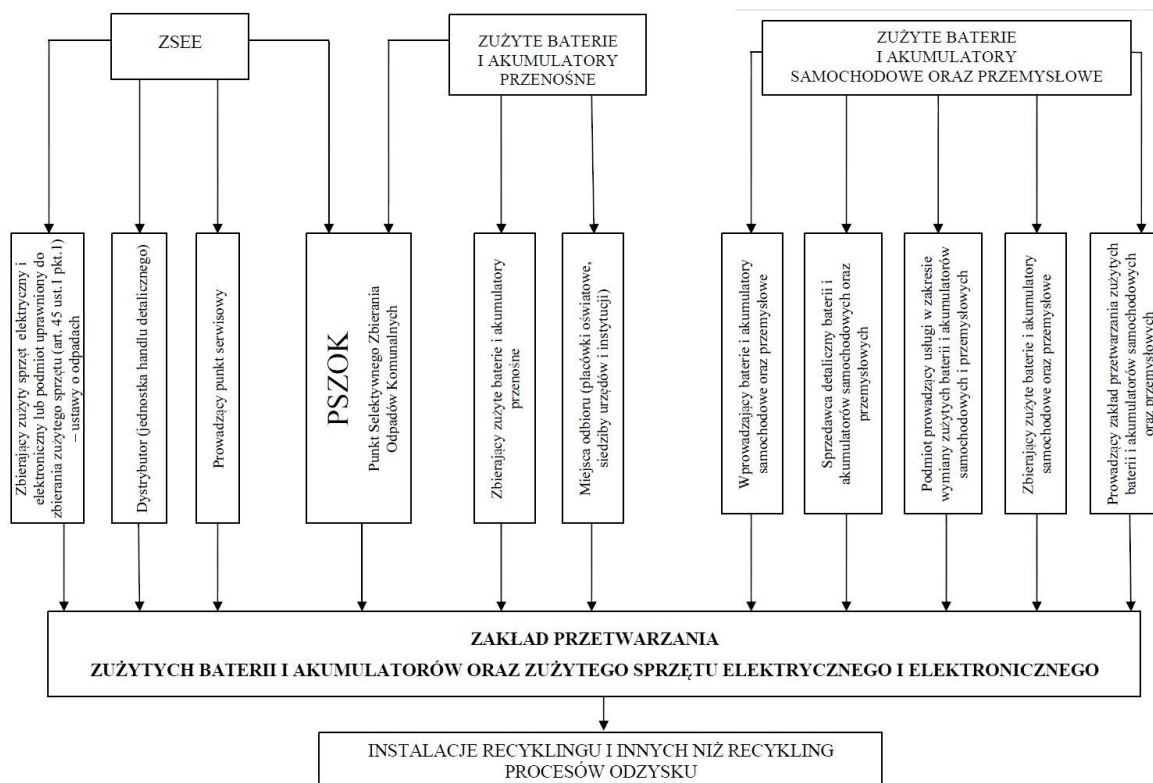 ZSEE
ZUŻYTE BATERIE
I AKUMULATORY
PRZENOŚNE
ZUŻYTE BATERIE
I AKUMULATORY
SAMOCHODOWE ORAZ PRZEMYSŁOWE
Zbierający zużyty sprzęt elektryczny i
elektroniczny lub podmiot uprawniony do
zbierania zużytego sprzętu (art. 45 ust.1 pkt.1)
– ustawy o odpadach
Dystrybutor (jednostka handlu detalicznego)
Prowadzący punkt serwisowy
PSZOK
Punkt Selektywnego Zbierania
Odpadów Komunalnych
Zbierający zużyte baterie i akumulatory
przenośne
Miejsca odbioru (placówki oświatowe,
siedziby urzędów i instytucji)
Wprowadzający baterie i akumulatory
samochodowe oraz przemysłowe
Sprzedawca detaliczny baterii i
akumulatorów samochodowych oraz
przemysłowych
Podmiot prowadzący usługi w zakresie
wymiany zużytych baterii i akumulatorów
samochodowych i przemysłowych
Zbierający zużyte baterie i akumulatory
samochodowe oraz przemysłowe
Prowadzący zakład przetwarzania zużytych
baterii i akumulatorów samochodowych
oraz przemysłowych
ZAKŁAD PRZETWARZANIA
ZUŻYTYCH BATERII I AKUMULATORÓW ORAZ ZUŻYTEGO SPRZĘTU ELEKTRYCZNEGO I ELEKTRONICZNEGO
INSTALACJE RECYKLINGU I INNYCH NIŻ RECYKLING
PROCESÓW ODZYSKU